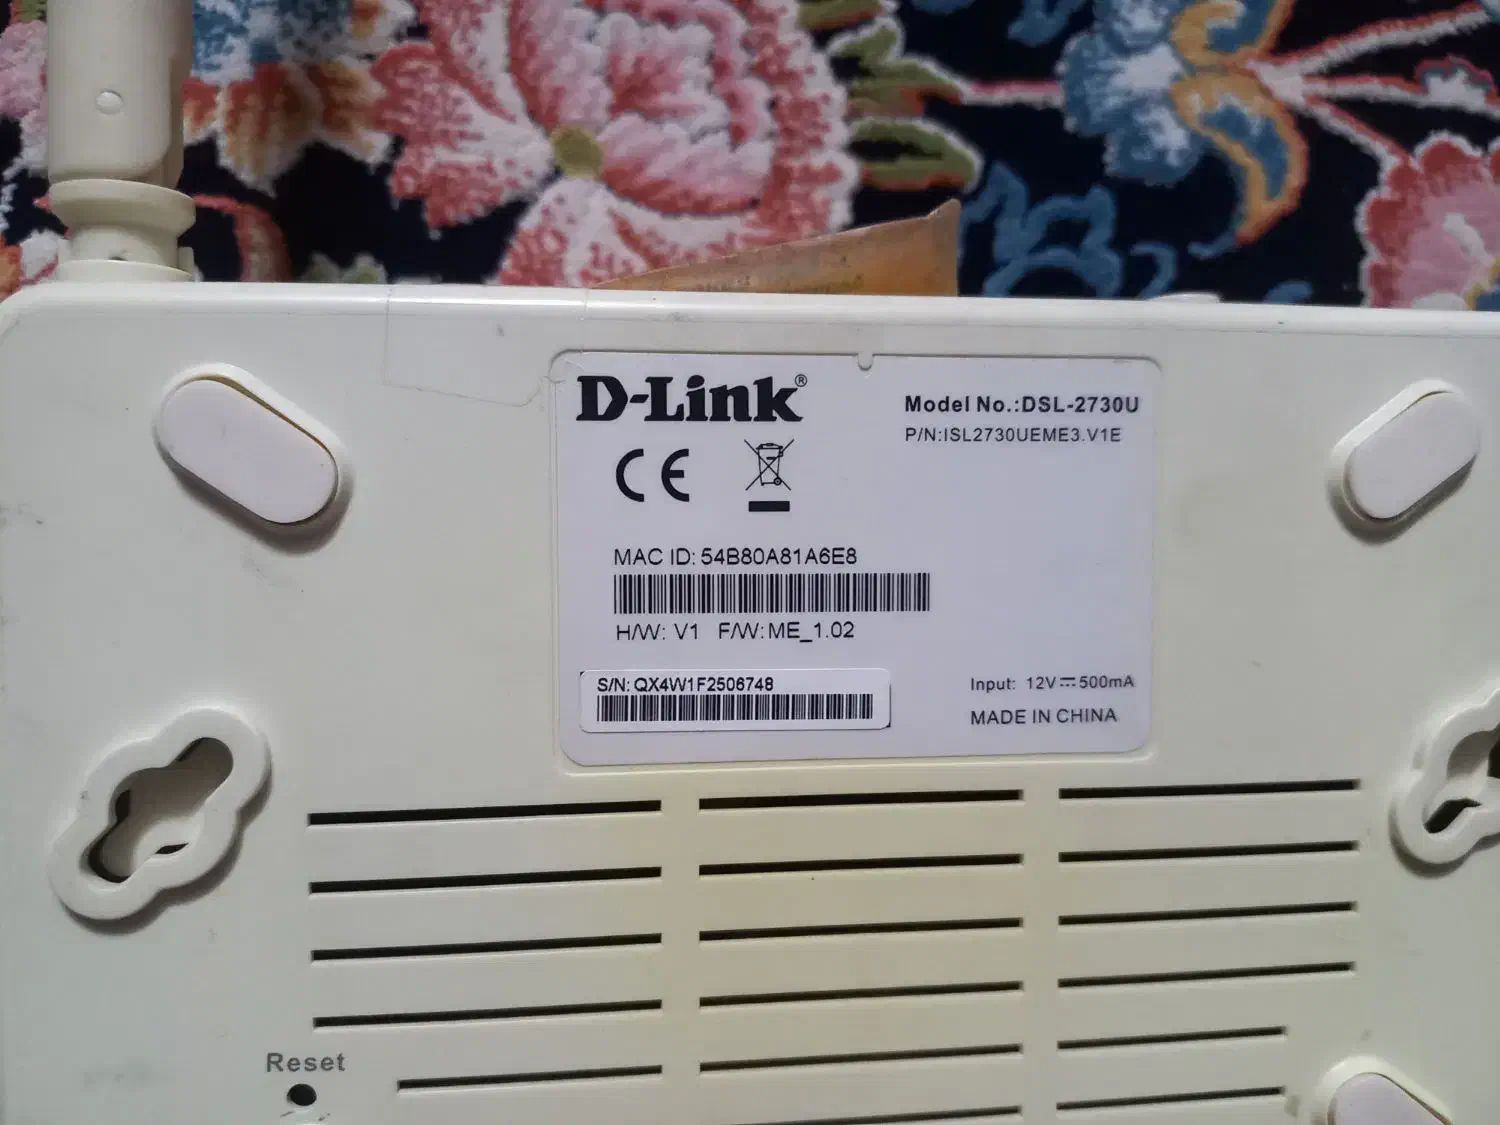 D-Link®
Model No.:DSL-2730U
P/N:ISL2730UEME3.V1E
CE
MAC ID: 54B80A81A6E8
H/W: V1 F/W:ME_1.02
S/N: QX4W1F2506748
Input: 12V⎓500mA
MADE IN CHINA
Reset